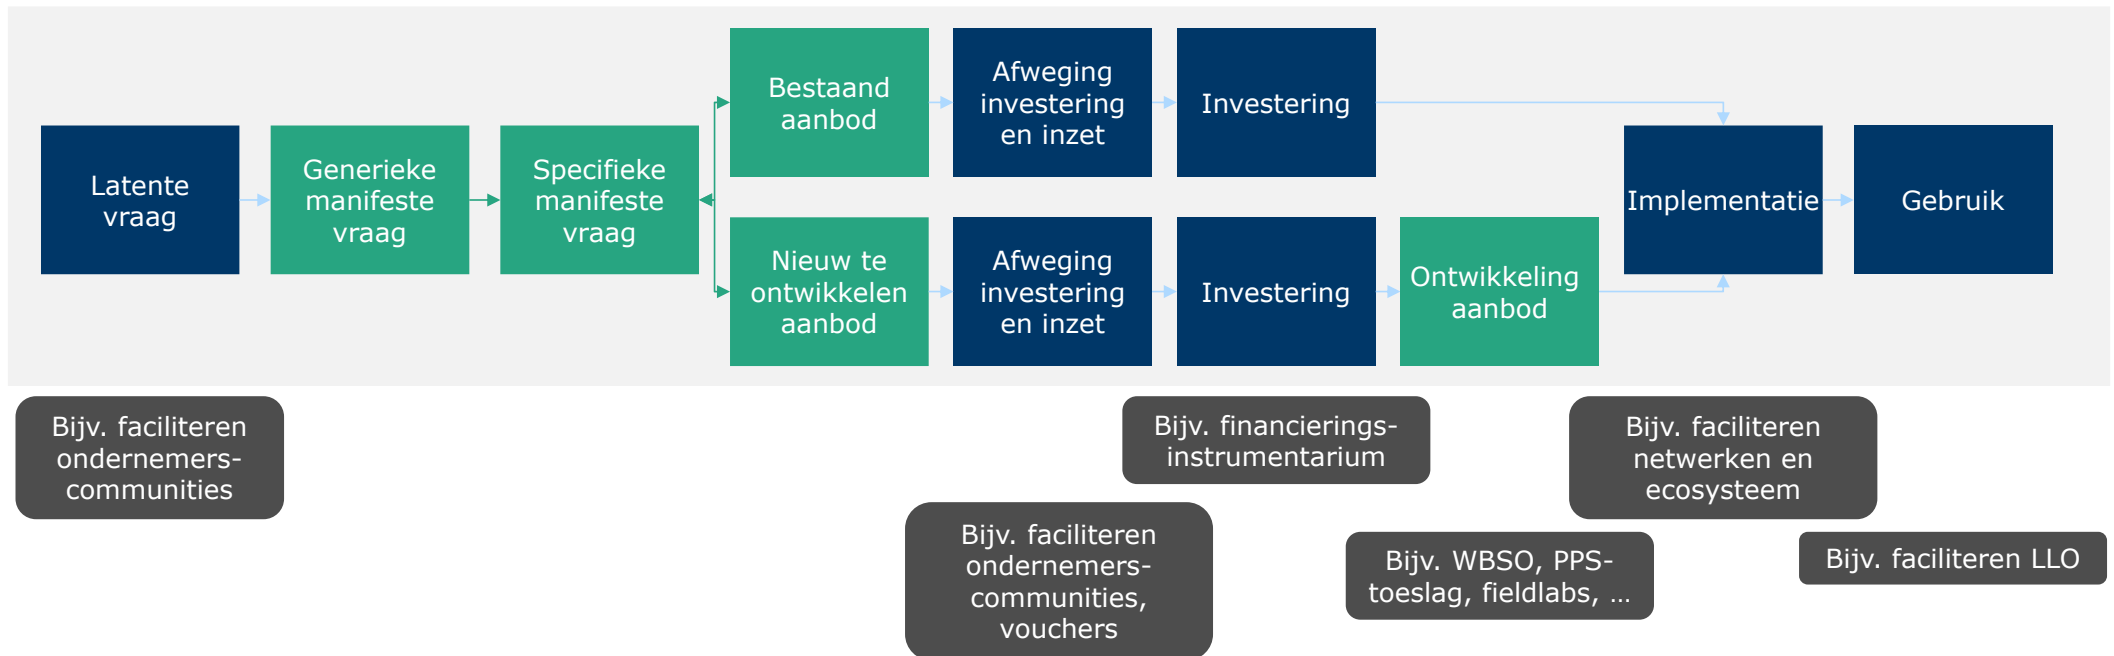 Latente
vraag
Generieke
manifeste
vraag
Specifieke
manifeste
vraag
Bestaand
aanbod
Afweging
investering
en inzet
Investering
Nieuw te
ontwikkelen
aanbod
Afweging
investering
en inzet
Investering
Ontwikkeling
aanbod
Implementatie
Gebruik
Bijv. faciliteren
ondernemers-
communities
Bijv. faciliteren
ondernemers-
communities,
vouchers
Bijv. financierings-
instrumentarium
Bijv. WBSO, PPS-
toeslag, fieldlabs, …
Bijv. faciliteren
netwerken en
ecosysteem
Bijv. faciliteren LLO